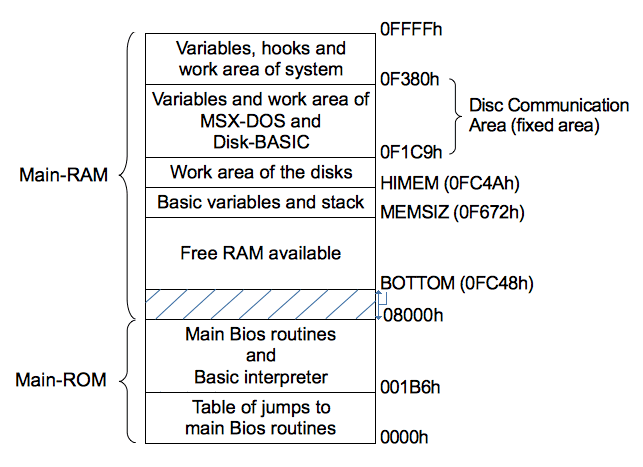 0FFFFh
Variables, hooks and
work area of system
0F380h
Variables and work area of
MSX-DOS and
Disk-BASIC
Disc Communication
Area (fixed area)
0F1C9h
Main-RAM
Work area of the disks
HIMEM (0FC4Ah)
Basic variables and stack
MEMSIZ (0F672h)
Free RAM available
BOTTOM (0FC48h)
08000h
Main-ROM
Main Bios routines
and
Basic interpreter
001B6h
Table of jumps to
main Bios routines
0000h